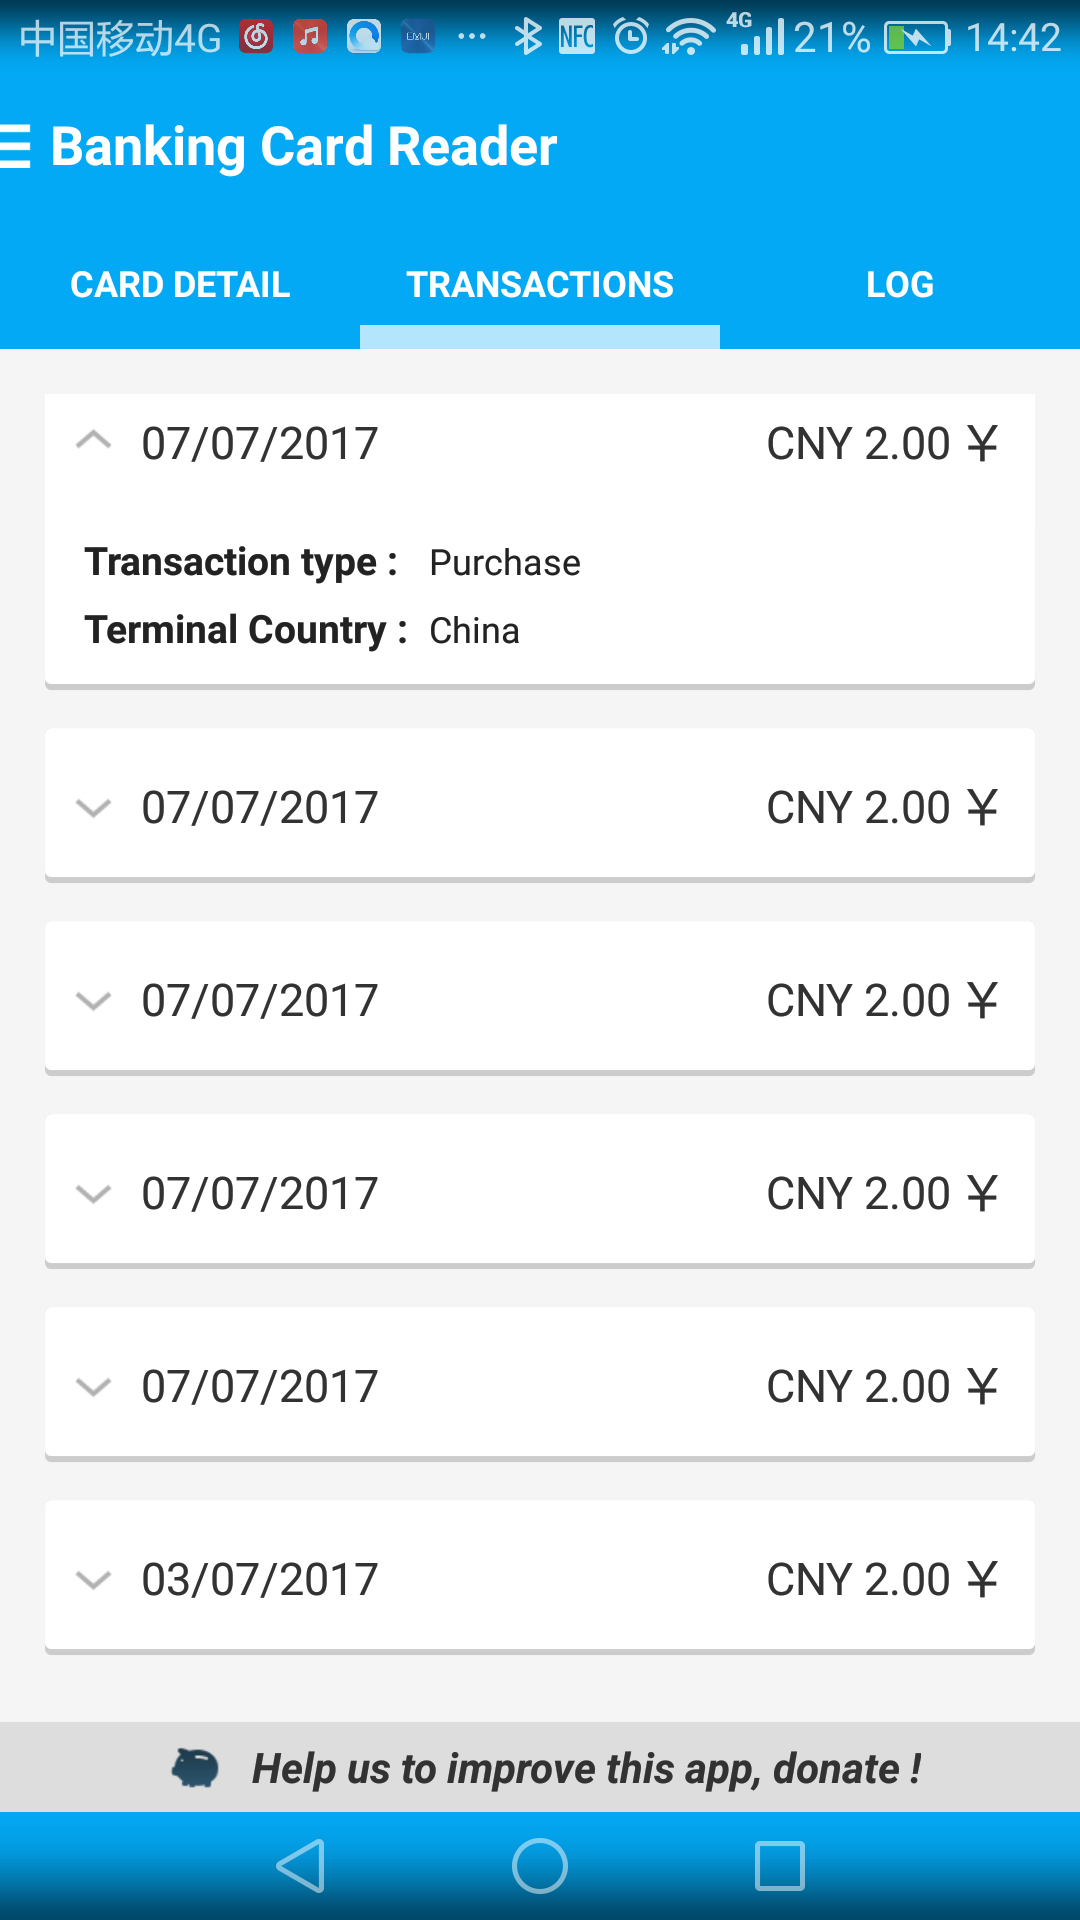 中国移动4G EMUI ... NFC 4G 21% 14:42
Banking Card Reader
CARD DETAIL TRANSACTIONS LOG
07/07/2017 CNY 2.00 ¥
Transaction type : Purchase
Terminal Country : China
07/07/2017 CNY 2.00 ¥
07/07/2017 CNY 2.00 ¥
07/07/2017 CNY 2.00 ¥
07/07/2017 CNY 2.00 ¥
03/07/2017 CNY 2.00 ¥
Help us to improve this app, donate !